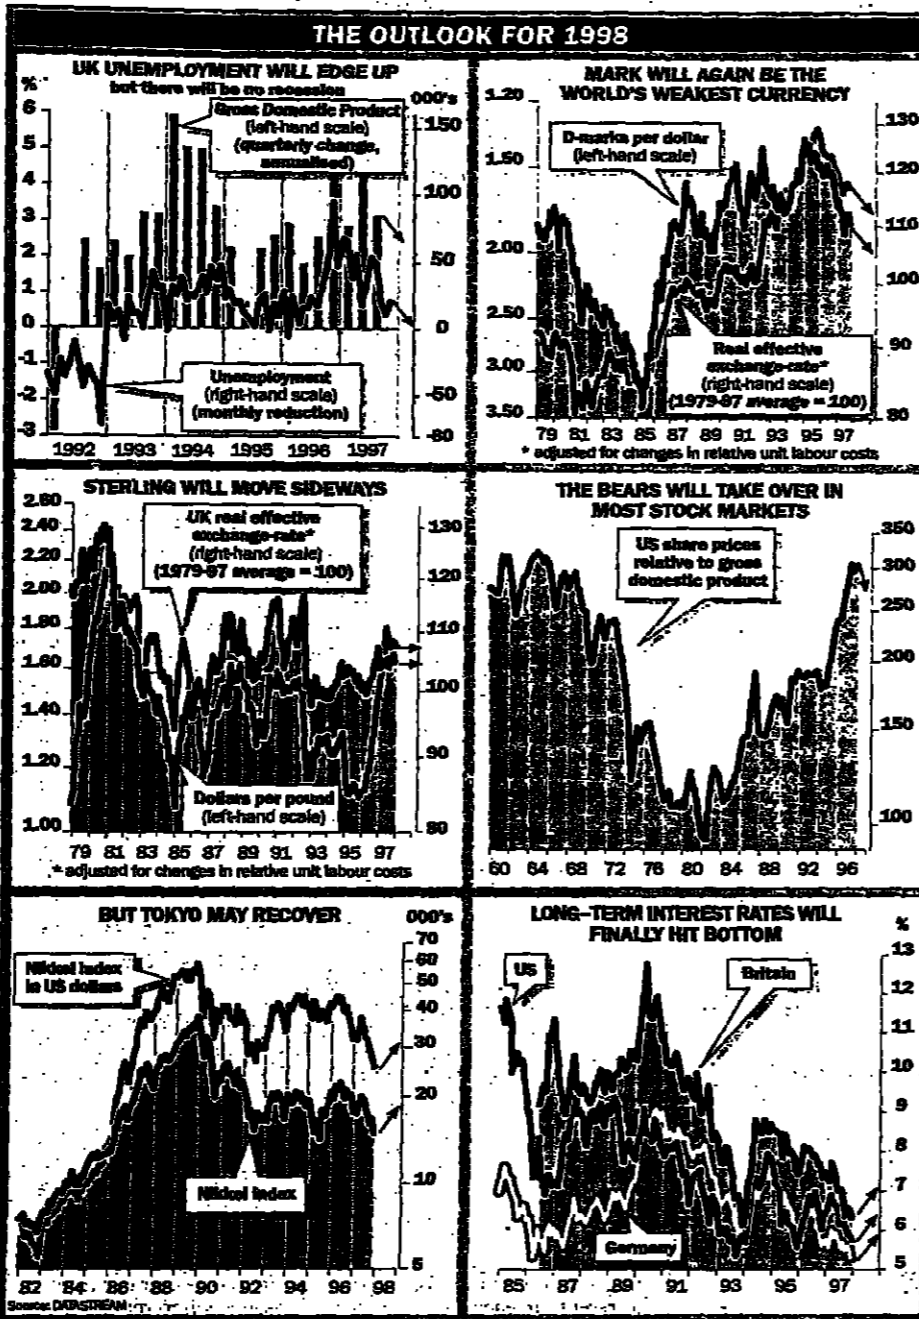 THE OUTLOOK FOR 1998
UK UNEMPLOYMENT WILL EDGE UP
but there will be no recession
%
000's
Gross Domestic Product
(left-hand scale)
(quarterly change,
annualised)
6
5
4
3
2
1
0
-1
-2
-3
150
100
50
0
-50
-80
Unemployment
(right-hand scale)
(monthly reduction)
1992 1993 1994 1995 1996 1997
MARK WILL AGAIN BE THE
WORLD'S WEAKEST CURRENCY
D-marks per dollar
(left-hand scale)
1.20
1.50
2.00
2.50
3.00
3.50
130
120
110
100
90
80
Real effective
exchange-rate*
(right-hand scale)
(1979-87 average = 100)
79 81 83 85 87 89 91 93 95 97
* adjusted for changes in relative unit labour costs
STERLING WILL MOVE SIDEWAYS
UK real effective
exchange-rate*
(right-hand scale)
(1979-87 average = 100)
2.60
2.40
2.20
2.00
1.80
1.60
1.40
1.20
1.00
130
120
110
100
90
80
Dollars per pound
(left-hand scale)
79 81 83 85 87 89 91 93 95 97
* adjusted for changes in relative unit labour costs
THE BEARS WILL TAKE OVER IN
MOST STOCK MARKETS
US share prices
relative to gross
domestic product
350
300
250
200
150
100
60 64 68 72 76 80 84 88 92 96
BUT TOKYO MAY RECOVER
000's
Nikkei Index
in US dollars
70
60
50
40
30
20
10
5
Nikkei Index
82 84 86 88 90 92 94 96 98
Source: DATASTREAM
LONG-TERM INTEREST RATES WILL
FINALLY HIT BOTTOM
%
US
Britain
13
12
11
10
9
8
7
6
5
Germany
85 87 89 91 93 95 97